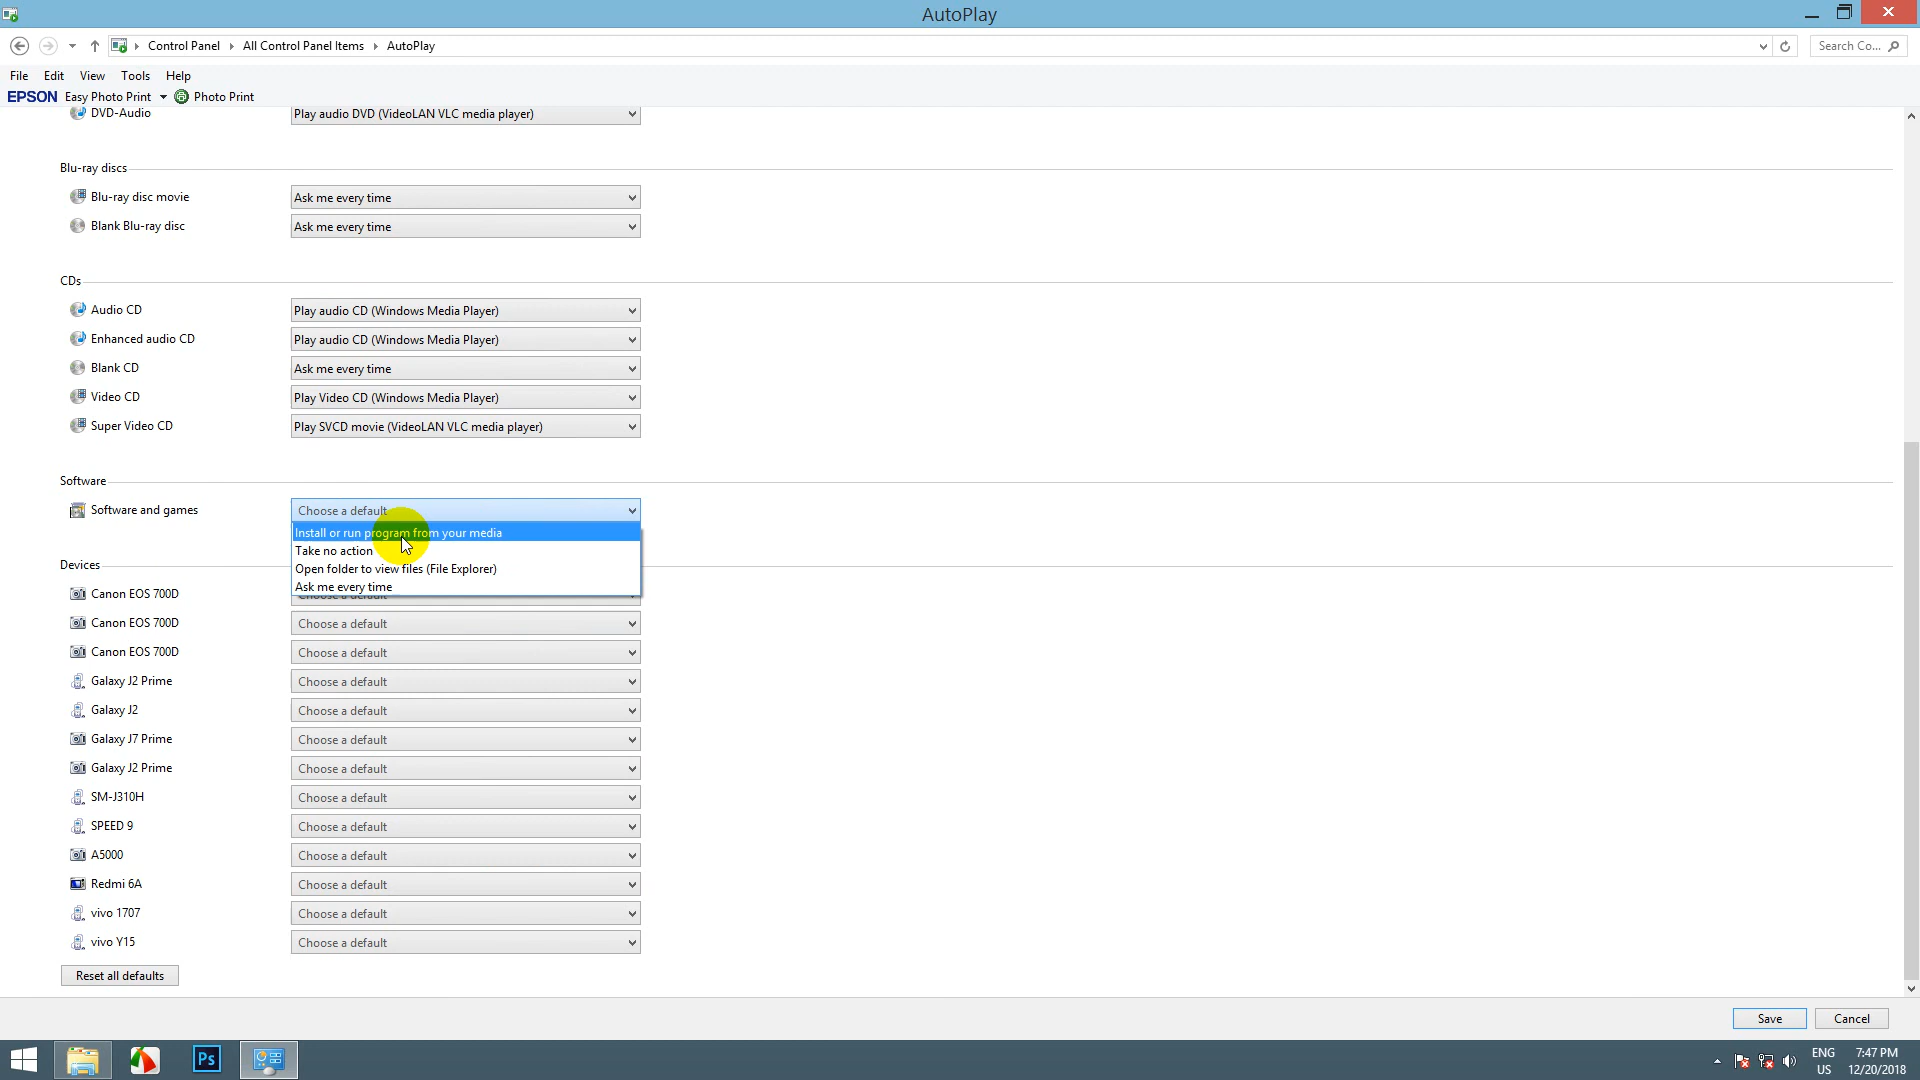 AutoPlay
Control Panel All Control Panel Items AutoPlay
Search Co...
File Edit View Tools Help
EPSON Easy Photo Print Photo Print
DVD-Audio Play audio DVD (VideoLAN VLC media player)
Blu-ray discs
Blu-ray disc movie Ask me every time
Blank Blu-ray disc Ask me every time
CDs
Audio CD Play audio CD (Windows Media Player)
Enhanced audio CD Play audio CD (Windows Media Player)
Blank CD Ask me every time
Video CD Play Video CD (Windows Media Player)
Super Video CD Play SVCD movie (VideoLAN VLC media player)
Software
Software and games Choose a default
Install or run program from your media
Take no action
Open folder to view files (File Explorer)
Ask me every time
Devices
Canon EOS 700D Choose a default
Canon EOS 700D Choose a default
Canon EOS 700D Choose a default
Galaxy J2 Prime Choose a default
Galaxy J2 Choose a default
Galaxy J7 Prime Choose a default
Galaxy J2 Prime Choose a default
SM-J310H Choose a default
SPEED 9 Choose a default
A5000 Choose a default
Redmi 6A Choose a default
vivo 1707 Choose a default
vivo Y15 Choose a default
Reset all defaults
Save Cancel
Ps
ENG 7:47 PM
US 12/20/2018